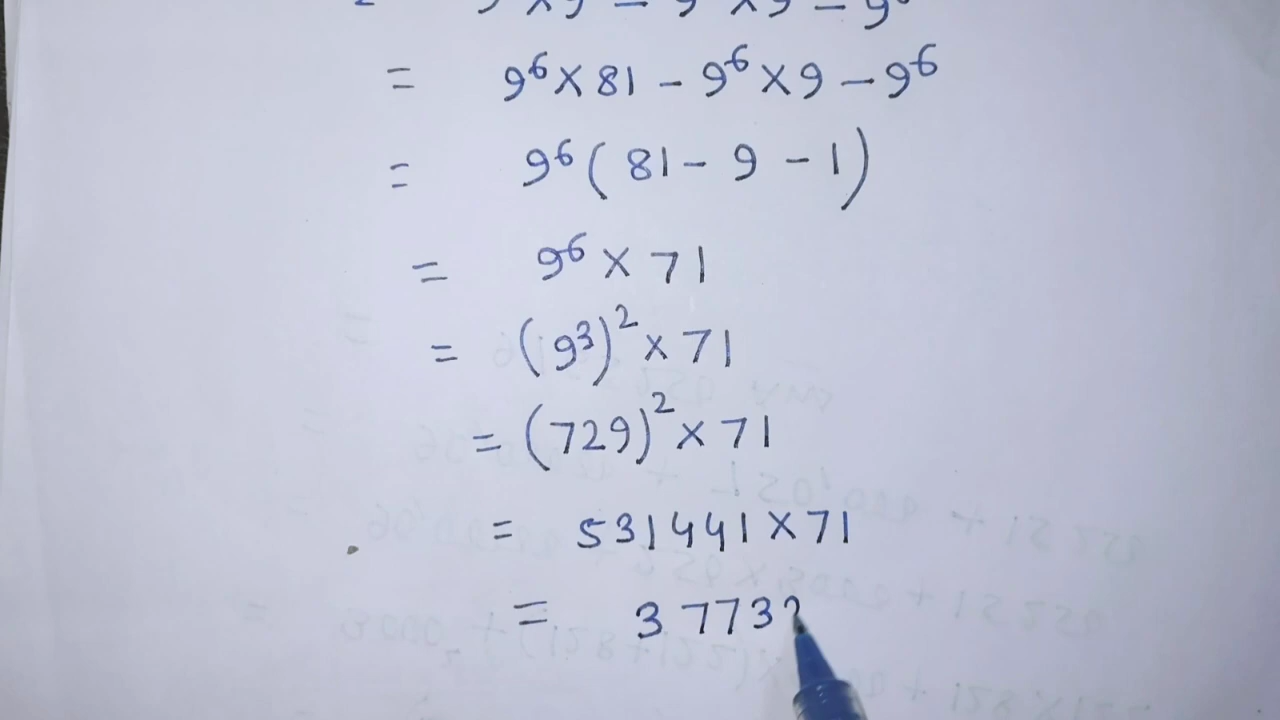 = 9⁶ × 81 - 9⁶ × 9 - 9⁶
= 9⁶ ( 81 - 9 - 1 )
= 9⁶ × 71
= (9³)² × 71
= (729)² × 71
= 531441 × 71
= 3773